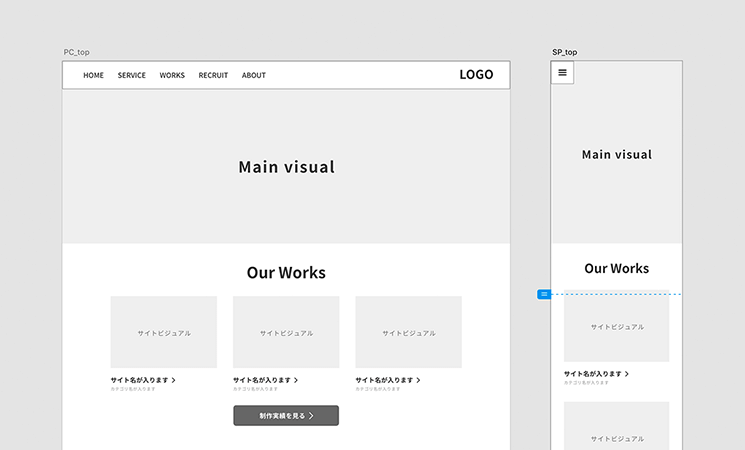 PC_top
HOME SERVICE WORKS RECRUIT ABOUT LOGO
Main visual
Our Works
サイトビジュアル サイトビジュアル サイトビジュアル
サイト名が入ります サイト名が入ります サイト名が入ります
カテゴリ名が入ります カテゴリ名が入ります カテゴリ名が入ります
制作実績を見る
SP_top
Main visual
Our Works
サイトビジュアル
サイト名が入ります
カテゴリ名が入ります
サイトビジュアル